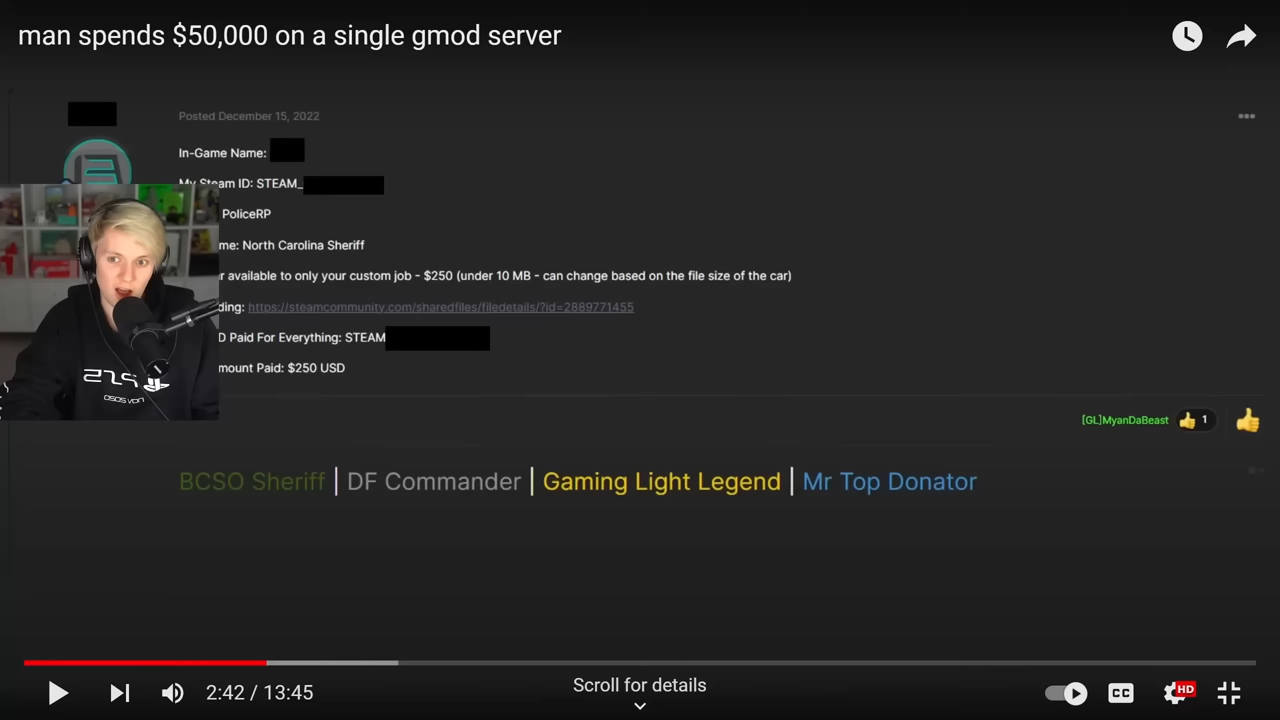 man spends $50,000 on a single gmod server
Posted December 15, 2022
In-Game Name:
My Steam ID: STEAM_
PoliceRP
me: North Carolina Sheriff
r available to only your custom job - $250 (under 10 MB - can change based on the file size of the car)
ding: https://steamcommunity.com/sharedfiles/filedetails/?id=2889771455
D Paid For Everything: STEAM
mount Paid: $250 USD
[GL]MyanDaBeast 👍 1
BCSO Sheriff | DF Commander | Gaming Light Legend | Mr Top Donator
2:42 / 13:45
Scroll for details
CC
HD